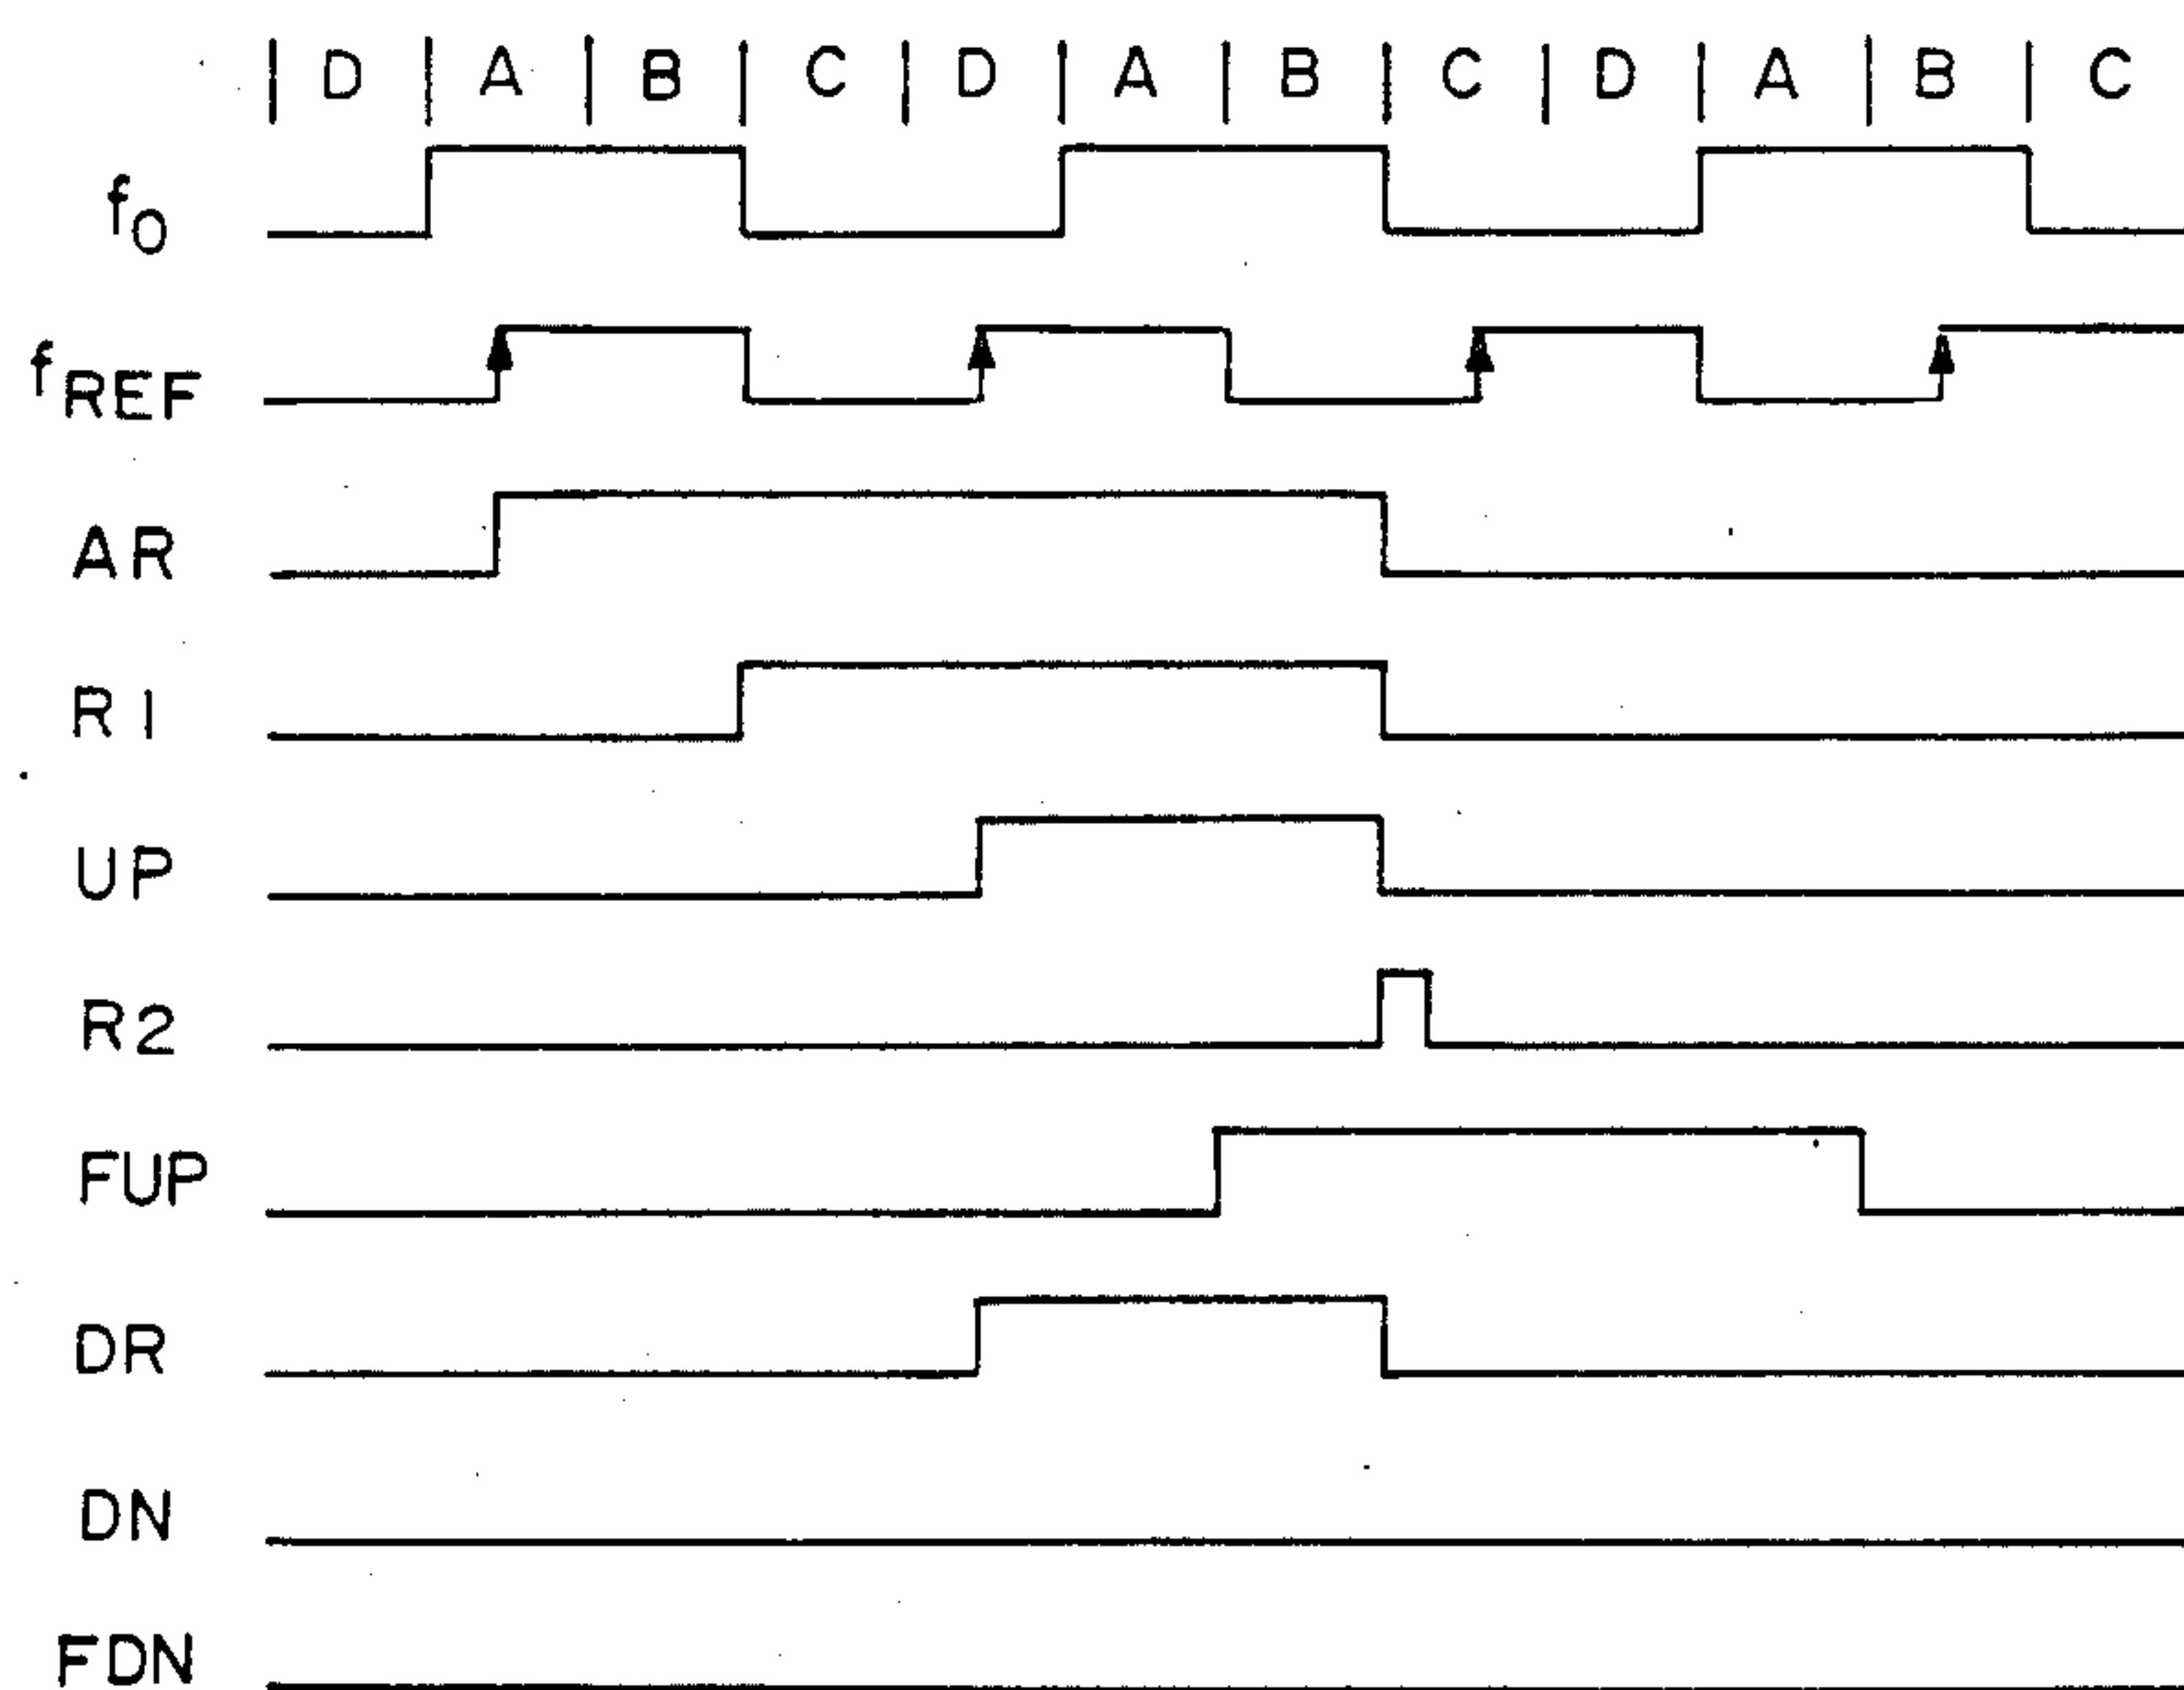 D A B C D A B C D A B C
f0
fREF
AR
R1
UP
R2
FUP
DR
DN
FDN